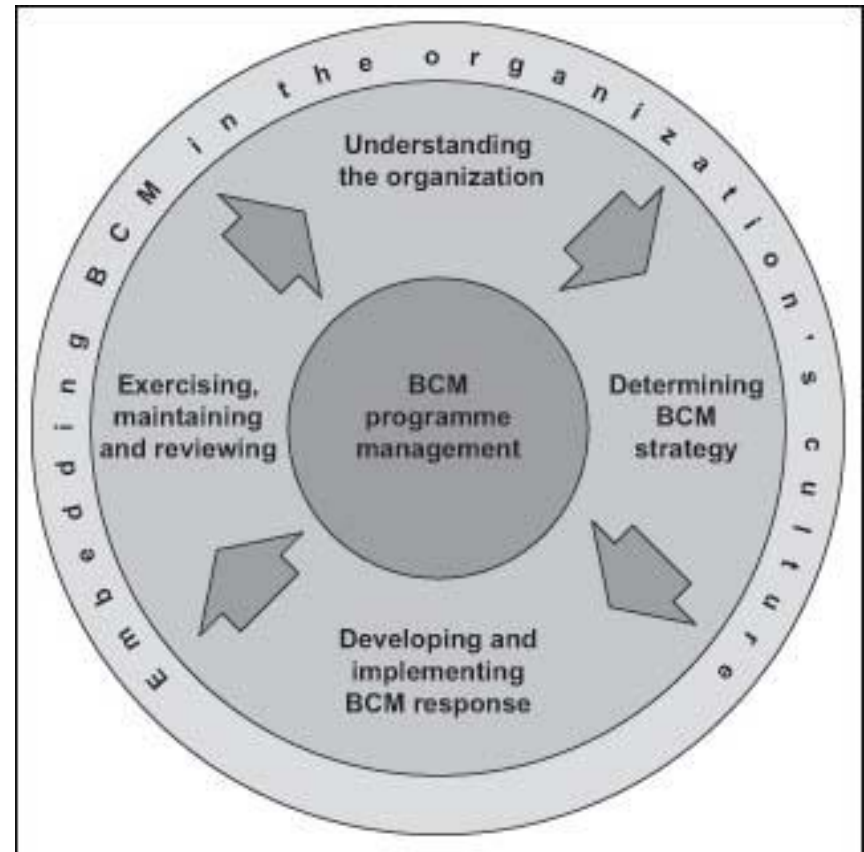 Embedding BCM in the organization's culture
Understanding
the organization
Exercising,
maintaining
and reviewing
BCM
programme
management
Determining
BCM
strategy
Developing and
implementing
BCM response